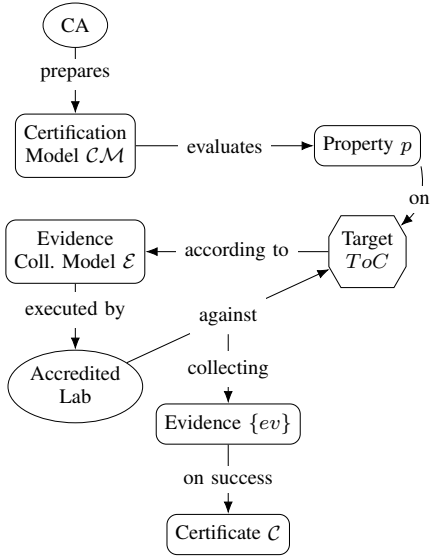 CA
prepares
Certification
Model 𝒞ℳ
evaluates
Property p
on
Target
ToC
according to
Evidence
Coll. Model ℰ
executed by
against
Accredited
Lab
collecting
Evidence {ev}
on success
Certificate 𝒞